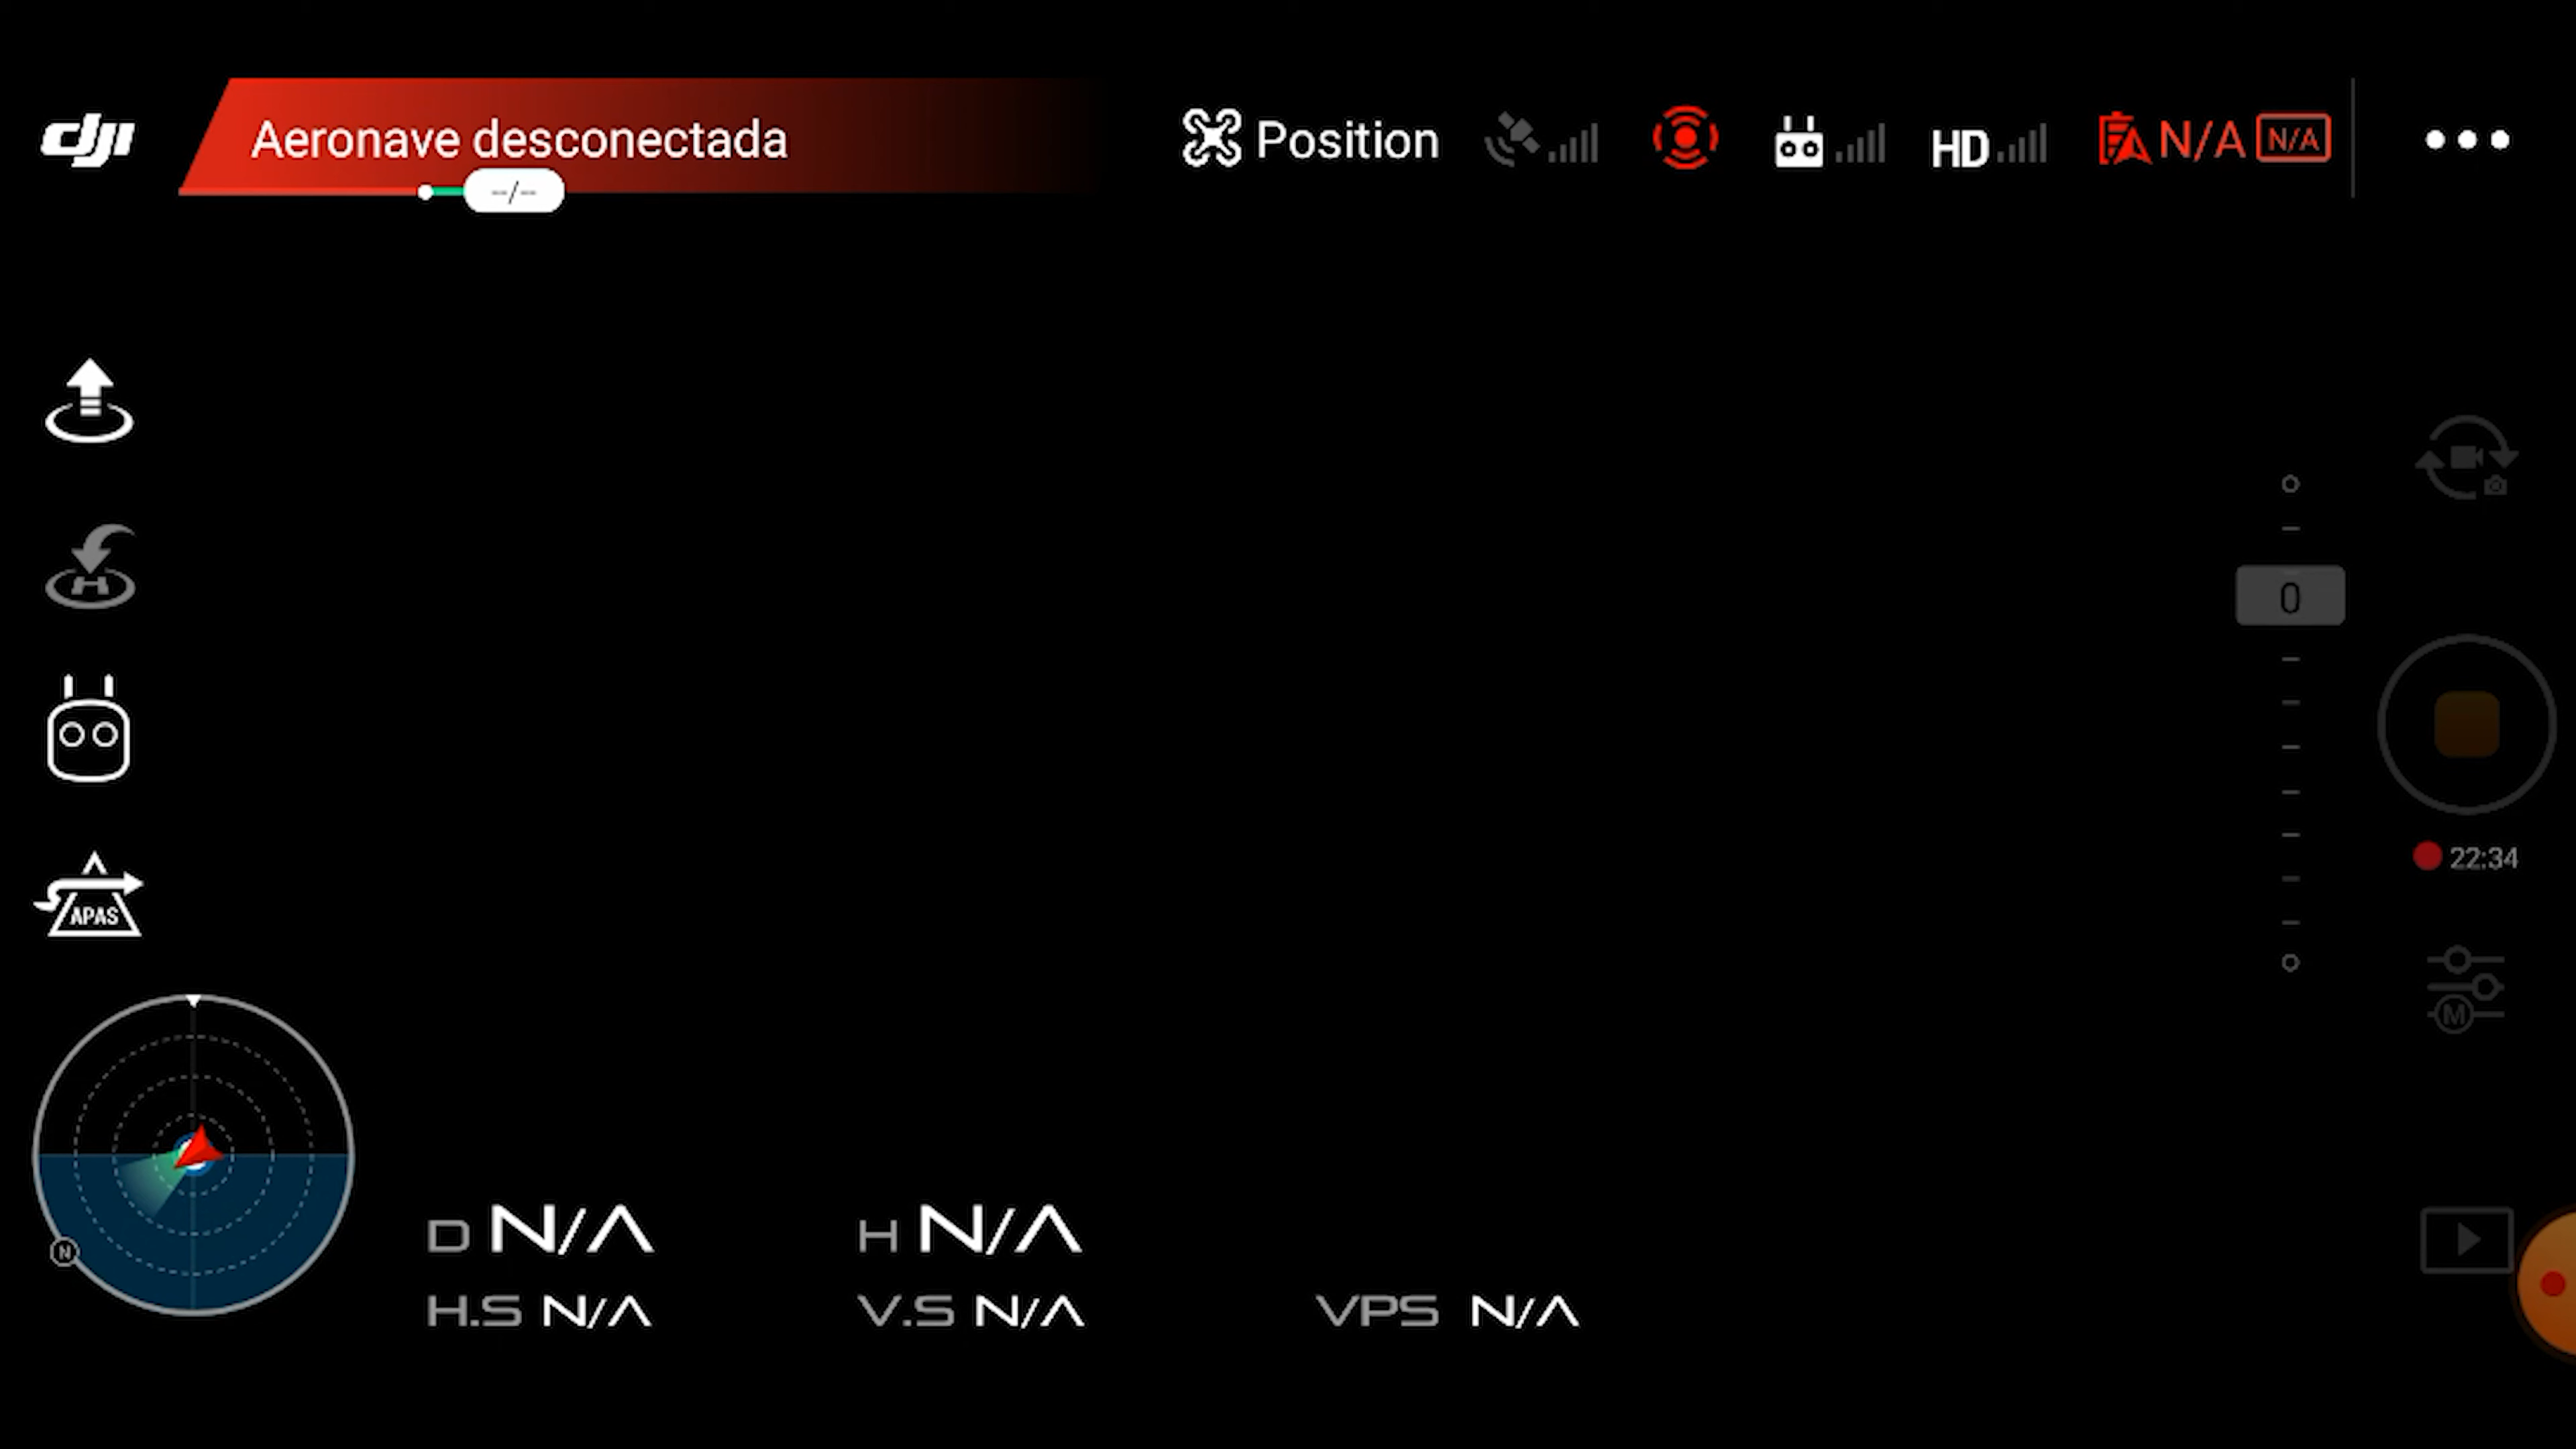 dji
Aeronave desconectada
--/--
Position
HD
N/A
N/A
0
22:34
APAS
M
H
N
D N/A
H N/A
H.S N/A
V.S N/A
VPS N/A